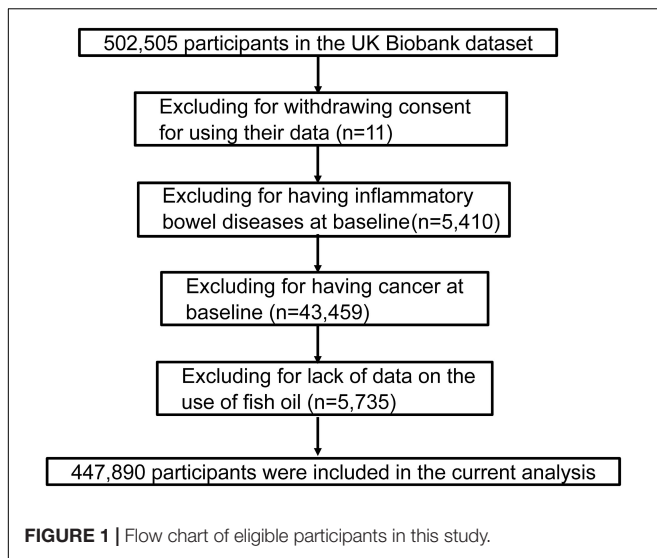 502,505 participants in the UK Biobank dataset
Excluding for withdrawing consent
for using their data (n=11)
Excluding for having inflammatory
bowel diseases at baseline(n=5,410)
Excluding for having cancer at
baseline (n=43,459)
Excluding for lack of data on the
use of fish oil (n=5,735)
447,890 participants were included in the current analysis
FIGURE 1 | Flow chart of eligible participants in this study.